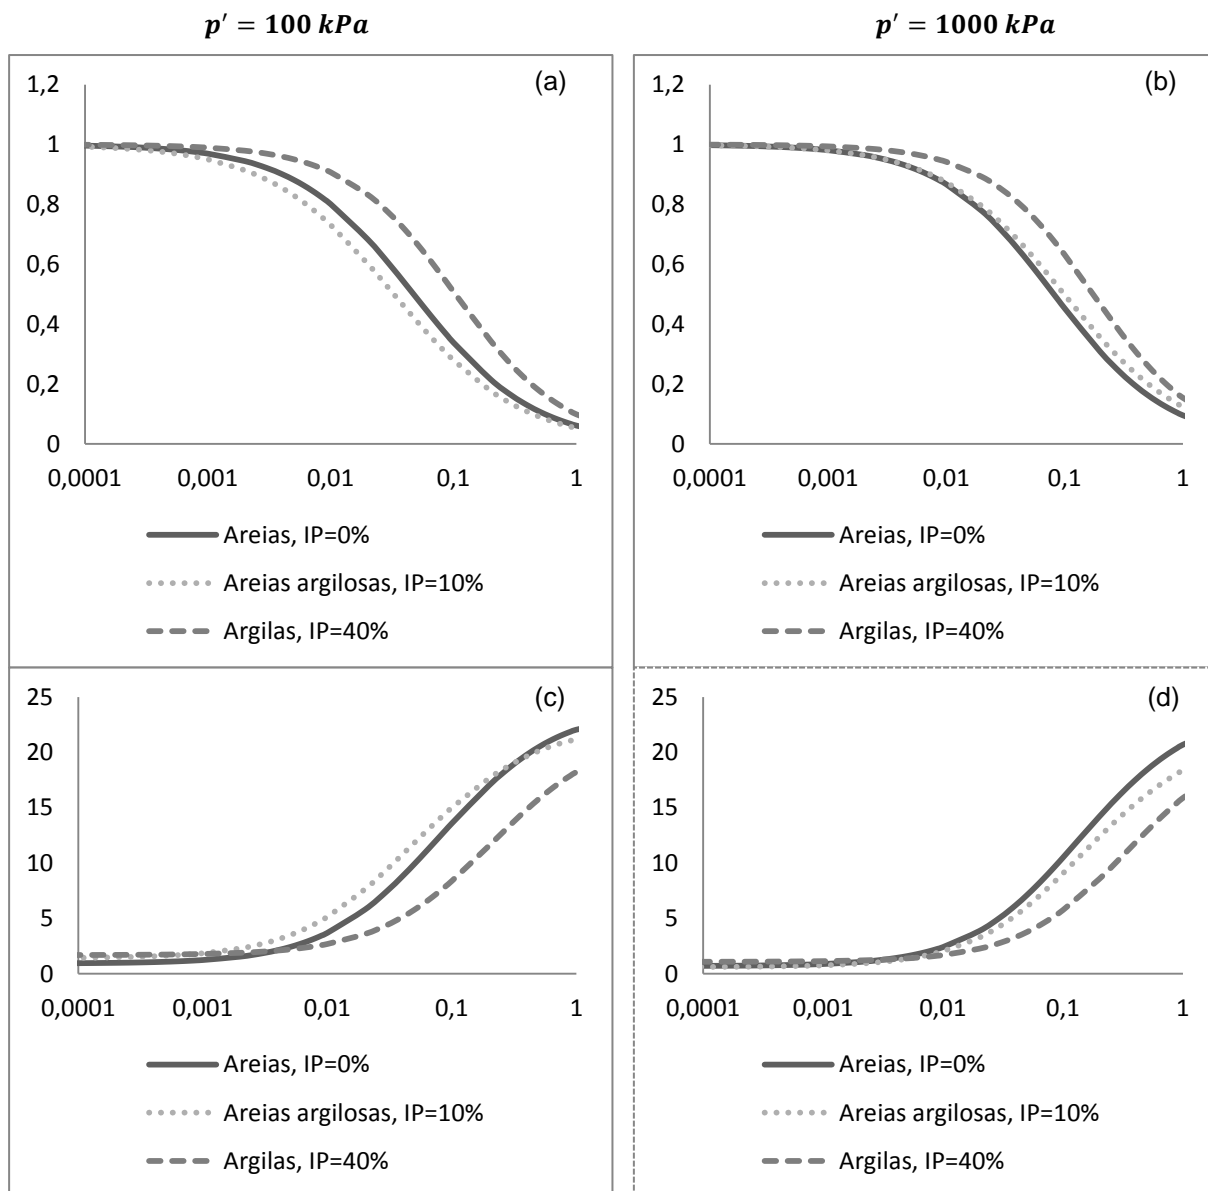 p′ = 100 kPa
p′ = 1000 kPa
(a)
1,2
1
0,8
0,6
0,4
0,2
0
0,0001 0,001 0,01 0,1 1
Areias, IP=0%
Areias argilosas, IP=10%
Argilas, IP=40%
(b)
1,2
1
0,8
0,6
0,4
0,2
0
0,0001 0,001 0,01 0,1 1
Areias, IP=0%
Areias argilosas, IP=10%
Argilas, IP=40%
(c)
25
20
15
10
5
0
0,0001 0,001 0,01 0,1 1
Areias, IP=0%
Areias argilosas, IP=10%
Argilas, IP=40%
(d)
25
20
15
10
5
0
0,0001 0,001 0,01 0,1 1
Areias, IP=0%
Areias argilosas, IP=10%
Argilas, IP=40%